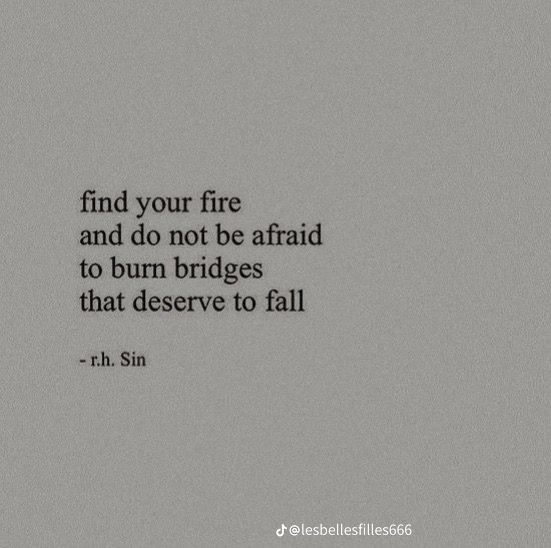 find your fire
and do not be afraid
to burn bridges
that deserve to fall
- r.h. Sin
@lesbellesfilles666